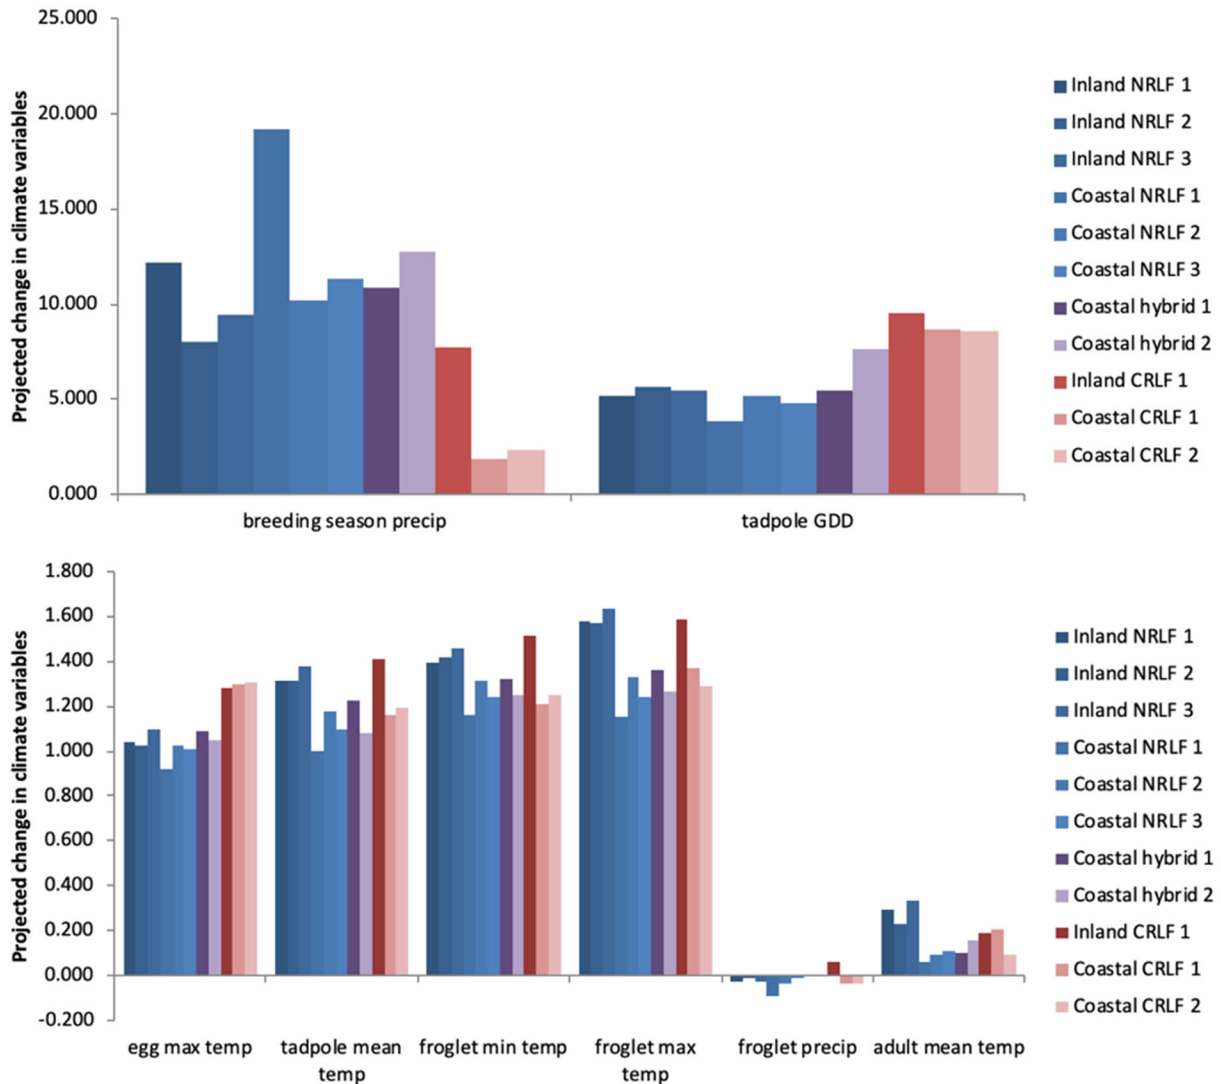 Projected change in climate variables
25.000
20.000
15.000
10.000
5.000
0.000
breeding season precip
tadpole GDD
Inland NRLF 1
Inland NRLF 2
Inland NRLF 3
Coastal NRLF 1
Coastal NRLF 2
Coastal NRLF 3
Coastal hybrid 1
Coastal hybrid 2
Inland CRLF 1
Coastal CRLF 1
Coastal CRLF 2
Projected change in climate variables
1.800
1.600
1.400
1.200
1.000
0.800
0.600
0.400
0.200
0.000
-0.200
egg max temp
tadpole mean
temp
froglet min temp
froglet max
temp
froglet precip
adult mean temp
Inland NRLF 1
Inland NRLF 2
Inland NRLF 3
Coastal NRLF 1
Coastal NRLF 2
Coastal NRLF 3
Coastal hybrid 1
Coastal hybrid 2
Inland CRLF 1
Coastal CRLF 1
Coastal CRLF 2